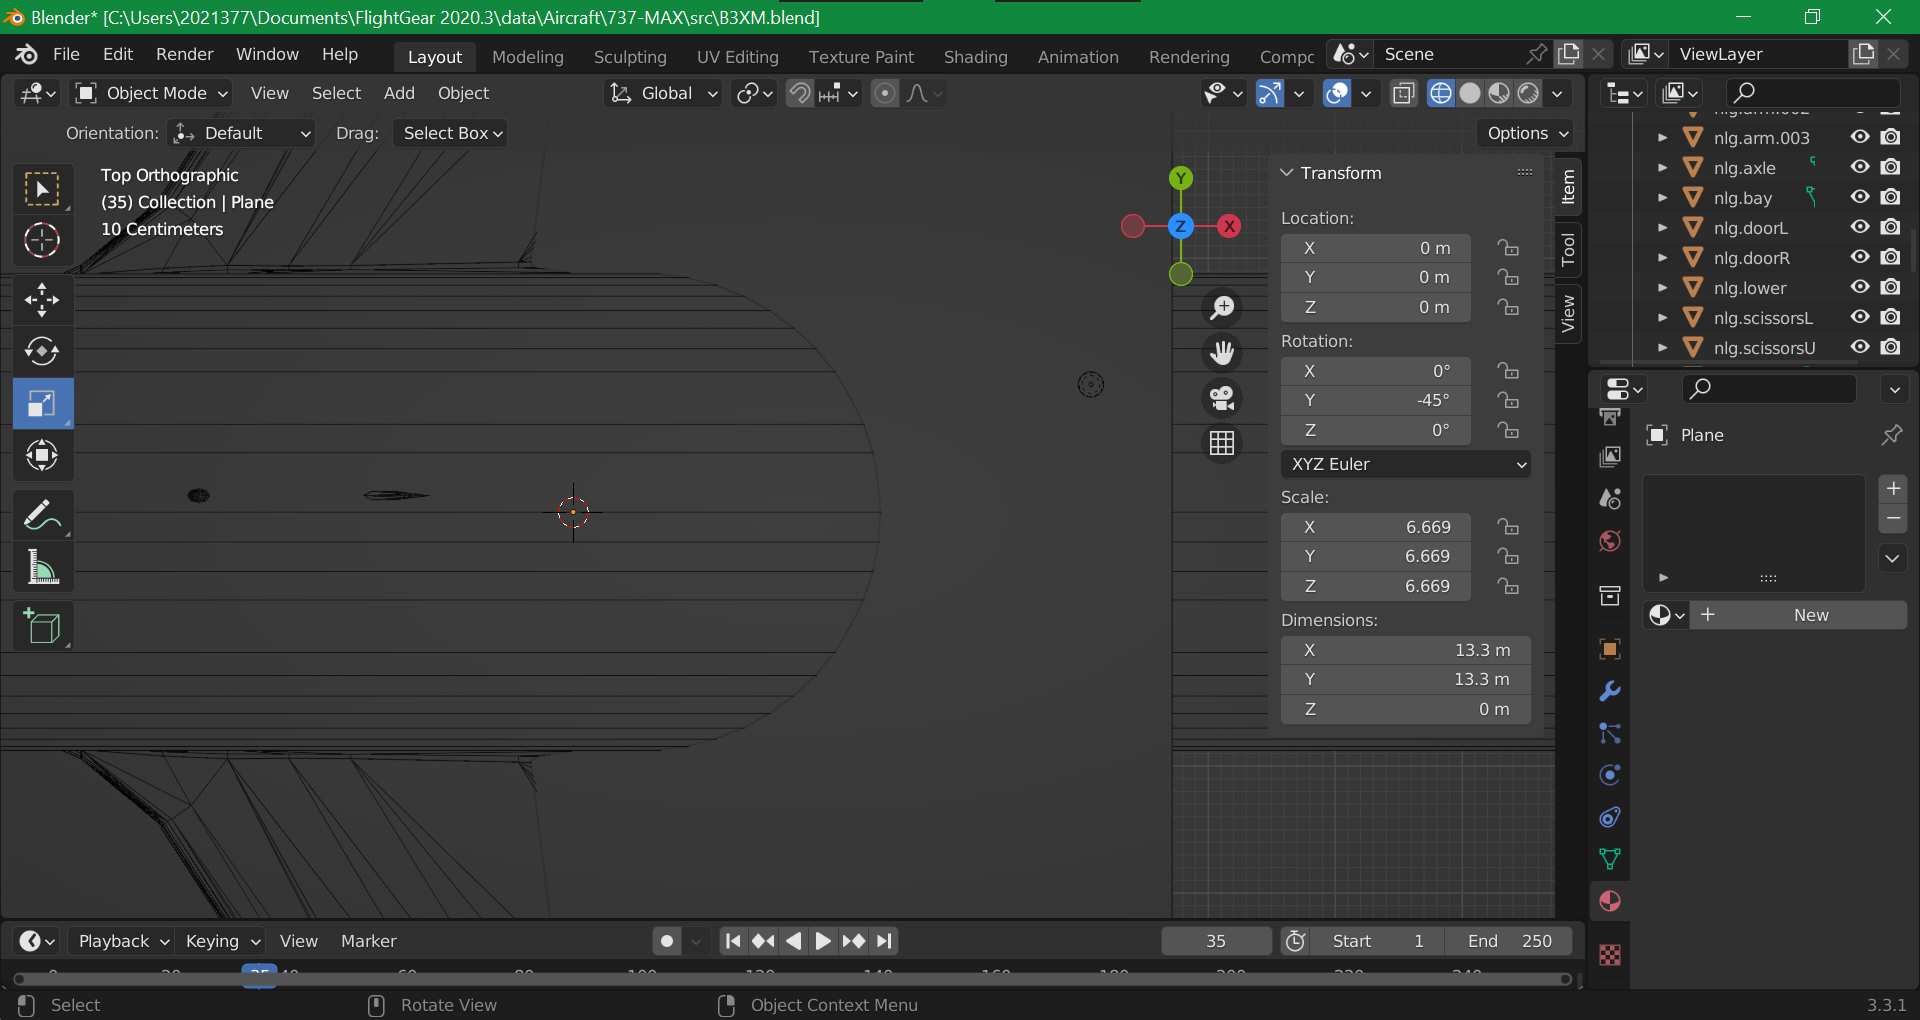 Blender* [C:\Users\2021377\Documents\FlightGear 2020.3\data\Aircraft\737-MAX\src\B3XM.blend]
File Edit Render Window Help Layout Modeling Sculpting UV Editing Texture Paint Shading Animation Rendering Compc Scene ViewLayer
Object Mode View Select Add Object Global
Orientation: Default Drag: Select Box Options
Top Orthographic
(35) Collection | Plane
10 Centimeters
Y
X
Z
Transform
Location:
X 0 m
Y 0 m
Z 0 m
Rotation:
X 0°
Y -45°
Z 0°
XYZ Euler
Scale:
X 6.669
Y 6.669
Z 6.669
Dimensions:
X 13.3 m
Y 13.3 m
Z 0 m
Item
Tool
View
nlg.arm.002
nlg.arm.003
nlg.axle
nlg.bay
nlg.doorL
nlg.doorR
nlg.lower
nlg.scissorsL
nlg.scissorsU
Plane
New
Playback Keying View Marker 35 Start 1 End 250
0 20 35 40 60 80 100 120 140 160 180 200 220 240
Select Rotate View Object Context Menu 3.3.1